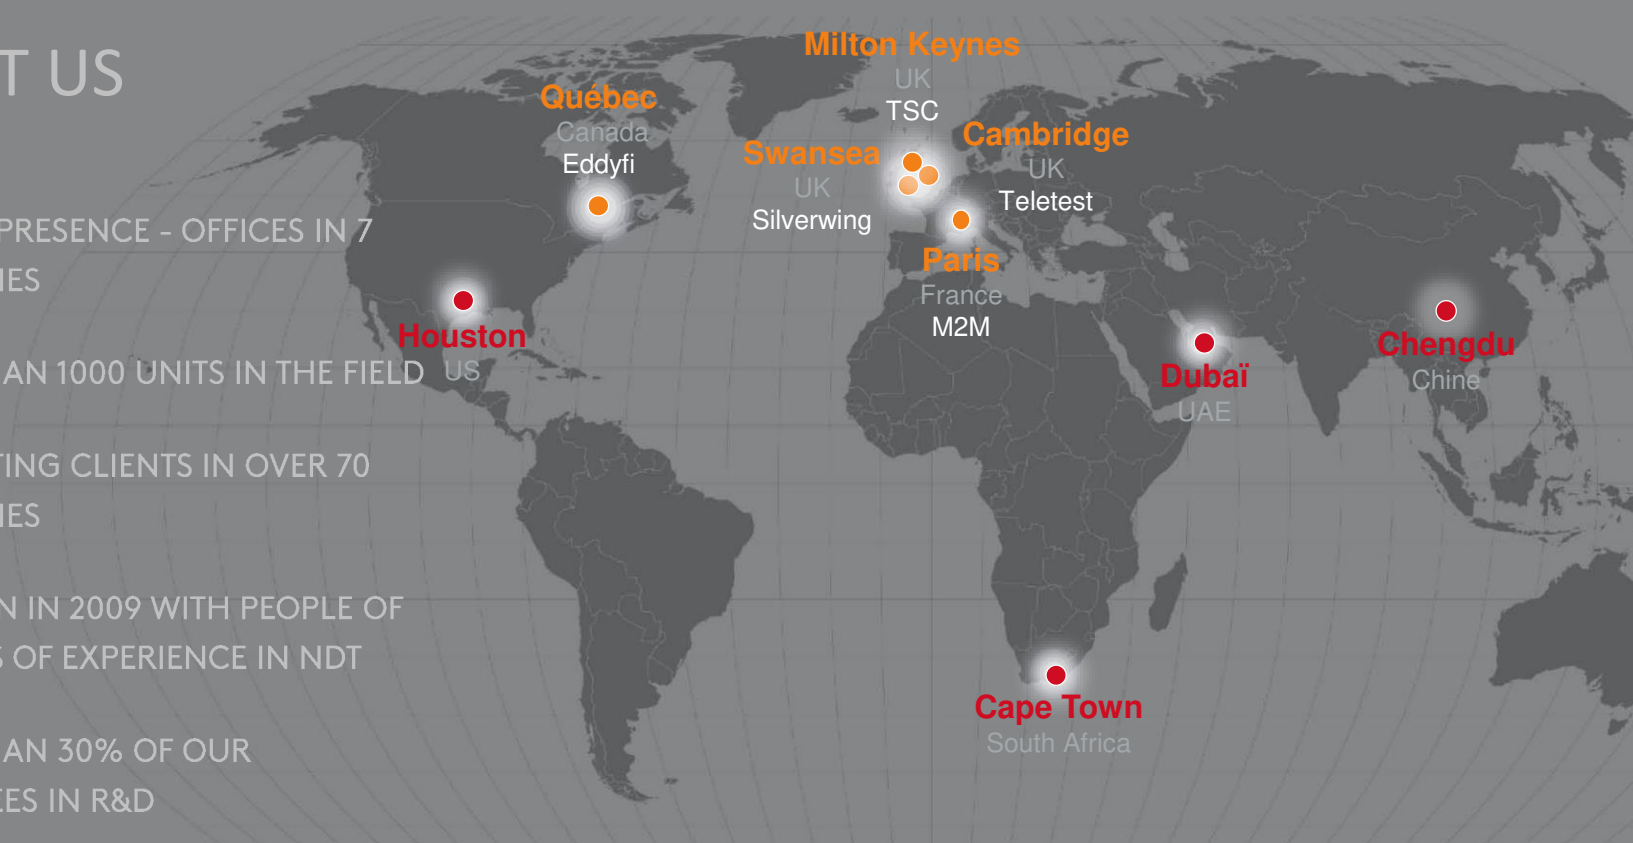 T US
PRESENCE - OFFICES IN 7
IES
AN 1000 UNITS IN THE FIELD
TING CLIENTS IN OVER 70
IES
N IN 2009 WITH PEOPLE OF
S OF EXPERIENCE IN NDT
AN 30% OF OUR
EES IN R&D
Québec
Canada
Eddyfi
Milton Keynes
UK
TSC
Swansea
UK
Silverwing
Cambridge
UK
Teletest
Paris
France
M2M
Houston
US
Dubaï
UAE
Chengdu
Chine
Cape Town
South Africa